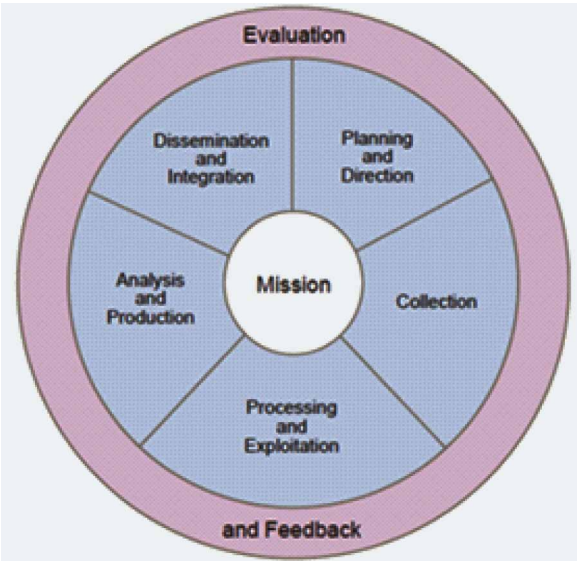 Evaluation
Dissemination
and
Integration
Planning
and
Direction
Analysis
and
Production
Mission
Collection
Processing
and
Exploitation
and Feedback